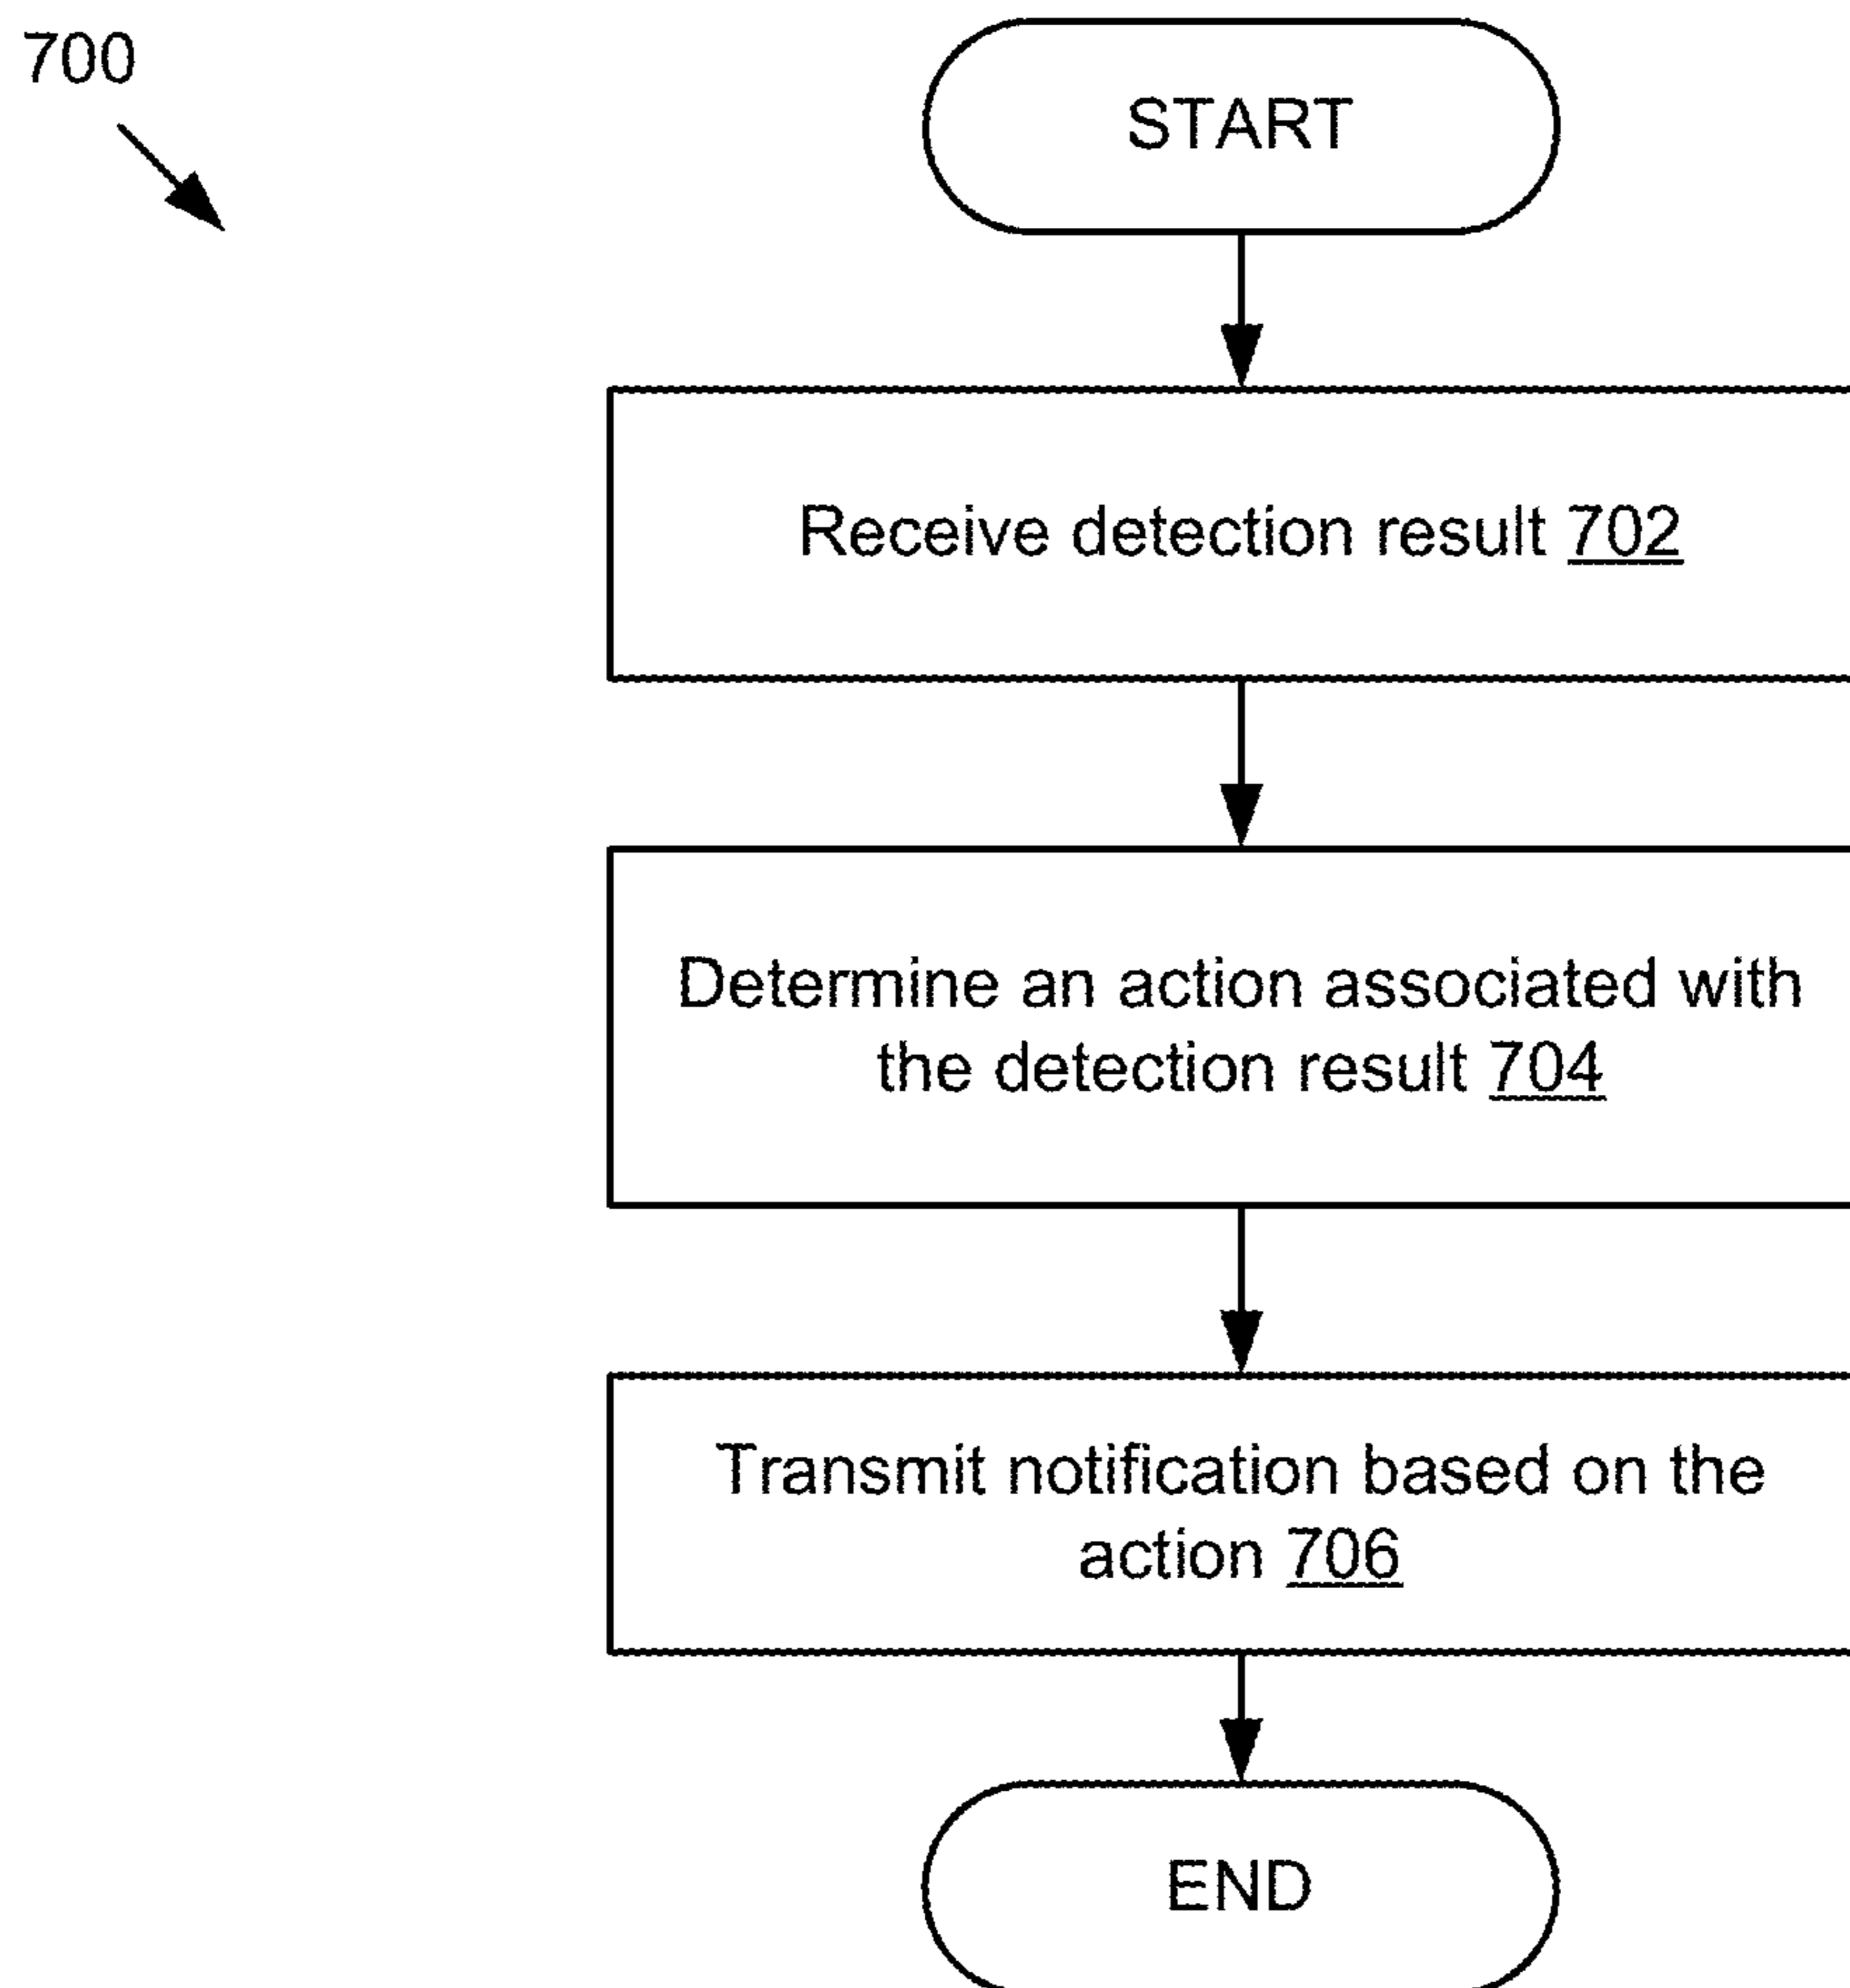 700
START
Receive detection result 702
Determine an action associated with
the detection result 704
Transmit notification based on the
action 706
END